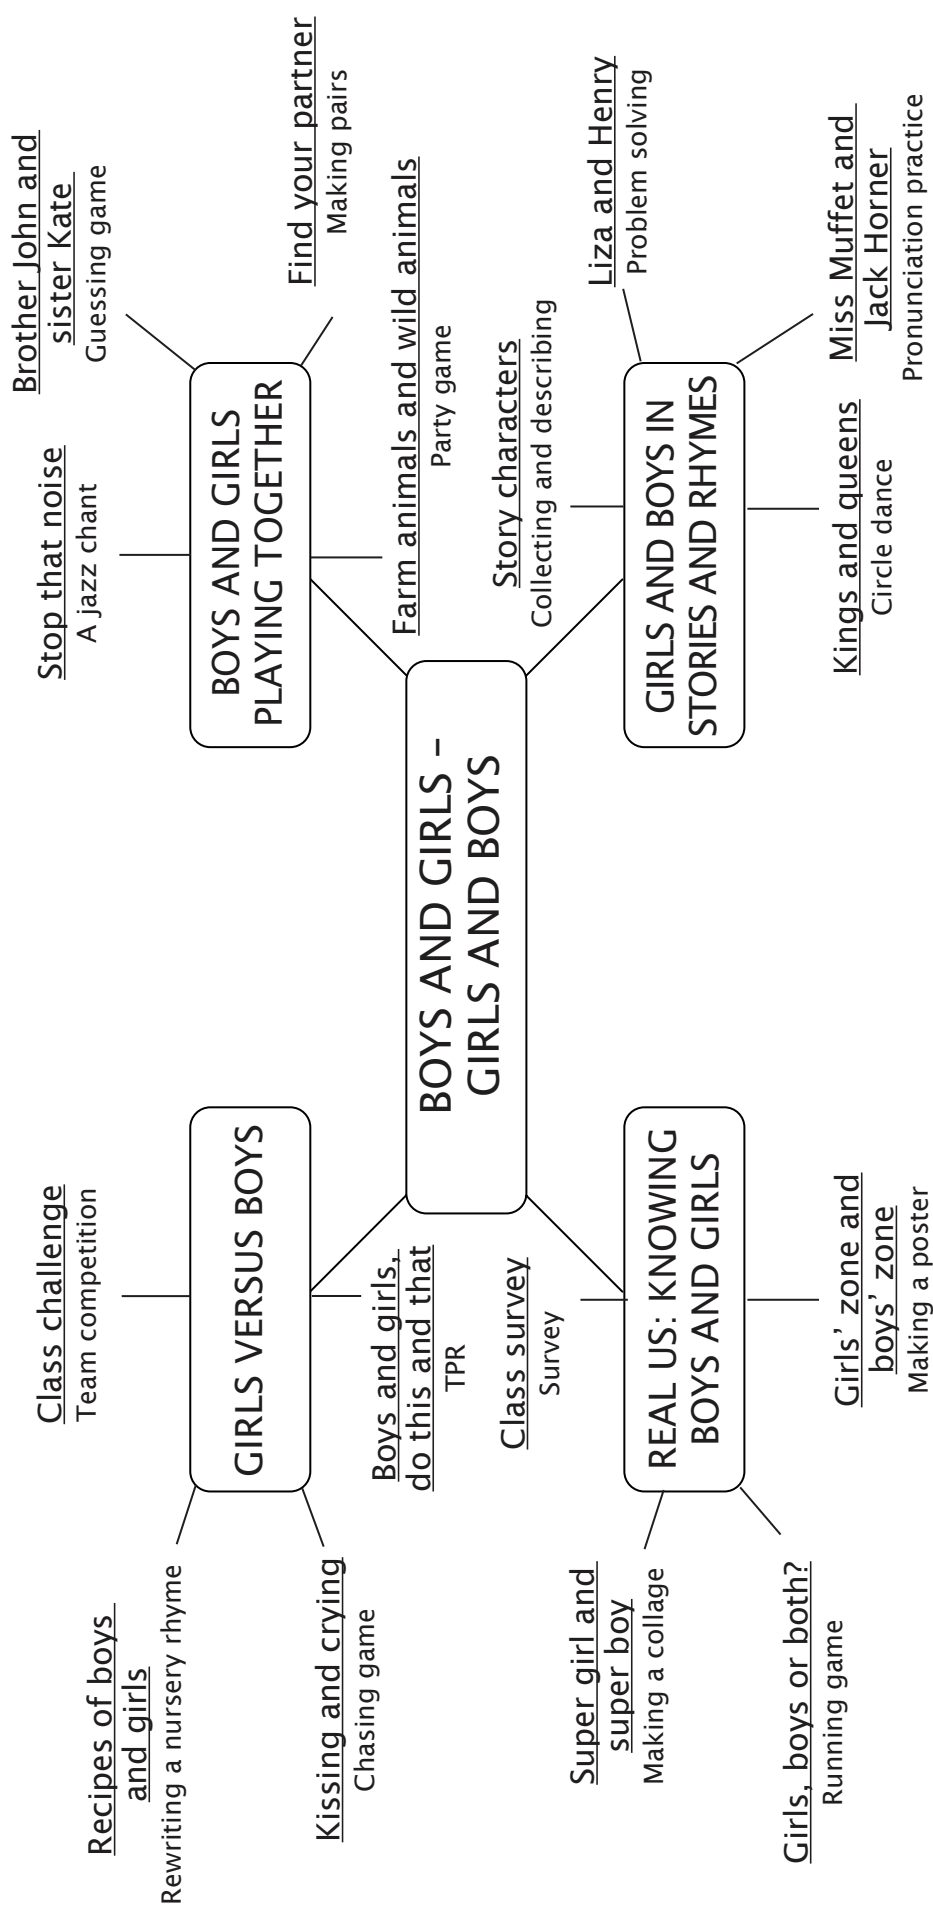 BOYS AND GIRLS –
GIRLS AND BOYS
GIRLS VERSUS BOYS
Class challenge
Team competition
Recipes of boys
and girls
Rewriting a nursery rhyme
Kissing and crying
Chasing game
Boys and girls,
do this and that
TPR
BOYS AND GIRLS
PLAYING TOGETHER
Stop that noise
A jazz chant
Brother John and
sister Kate
Guessing game
Find your partner
Making pairs
Farm animals and wild animals
Party game
REAL US: KNOWING
BOYS AND GIRLS
Class survey
Survey
Super girl and
super boy
Making a collage
Girls, boys or both?
Running game
Girls’ zone and
boys’ zone
Making a poster
GIRLS AND BOYS IN
STORIES AND RHYMES
Story characters
Collecting and describing
Liza and Henry
Problem solving
Miss Muffet and
Jack Horner
Pronunciation practice
Kings and queens
Circle dance